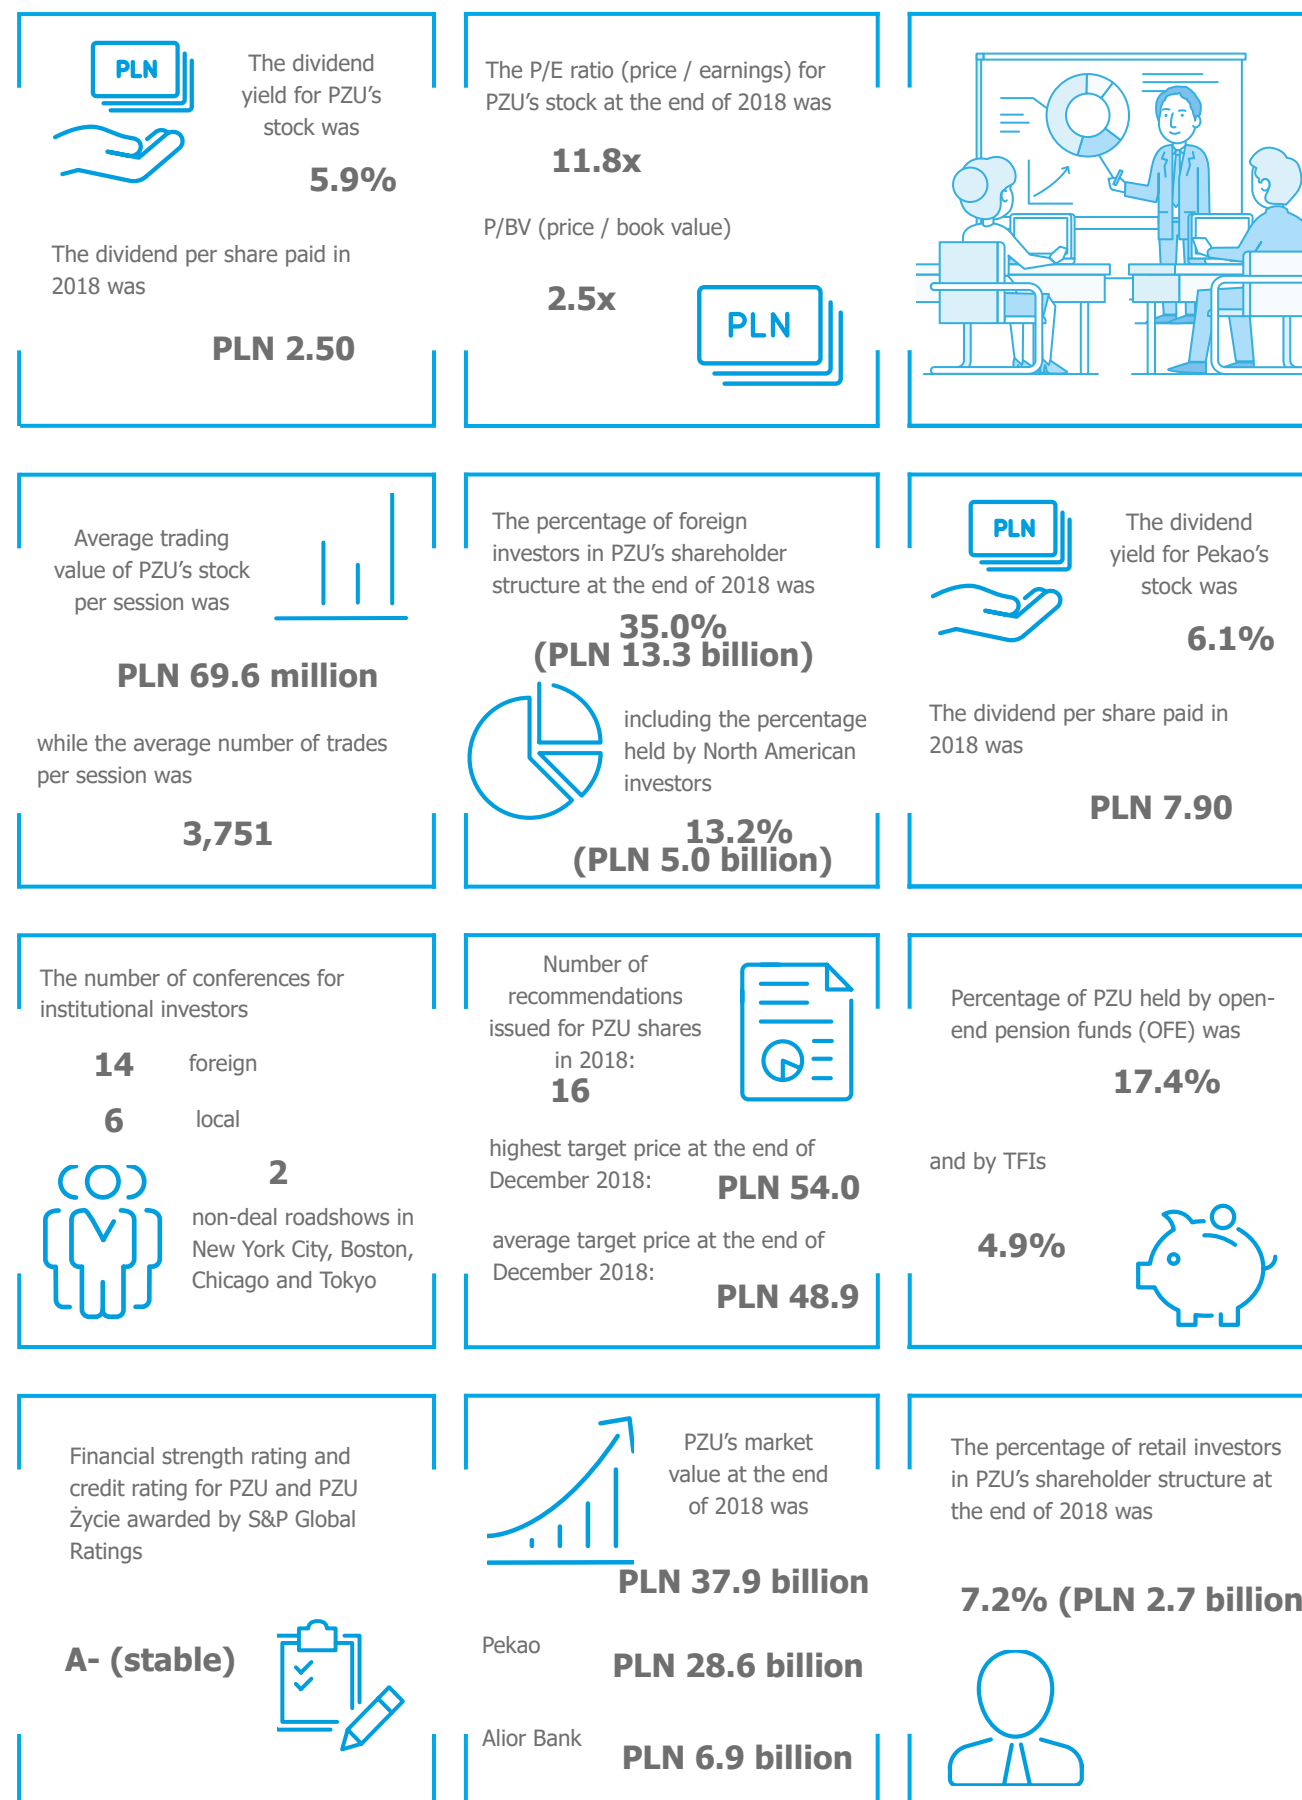 PLN
The dividend
yield for PZU's
stock was
5.9%
The dividend per share paid in
2018 was
PLN 2.50
The P/E ratio (price / earnings) for
PZU's stock at the end of 2018 was
11.8x
P/BV (price / book value)
2.5x
PLN
Average trading
value of PZU's stock
per session was
PLN 69.6 million
while the average number of trades
per session was
3,751
The percentage of foreign
investors in PZU's shareholder
structure at the end of 2018 was
35.0%
(PLN 13.3 billion)
including the percentage
held by North American
investors
13.2%
(PLN 5.0 billion)
PLN
The dividend
yield for Pekao's
stock was
6.1%
The dividend per share paid in
2018 was
PLN 7.90
The number of conferences for
institutional investors
14 foreign
6 local
2
non-deal roadshows in
New York City, Boston,
Chicago and Tokyo
Number of
recommendations
issued for PZU shares
in 2018:
16
highest target price at the end of
December 2018: PLN 54.0
average target price at the end of
December 2018:
PLN 48.9
Percentage of PZU held by open-
end pension funds (OFE) was
17.4%
and by TFIs
4.9%
Financial strength rating and
credit rating for PZU and PZU
Życie awarded by S&P Global
Ratings
A- (stable)
PZU's market
value at the end
of 2018 was
PLN 37.9 billion
Pekao
PLN 28.6 billion
Alior Bank
PLN 6.9 billion
The percentage of retail investors
in PZU's shareholder structure at
the end of 2018 was
7.2% (PLN 2.7 billion